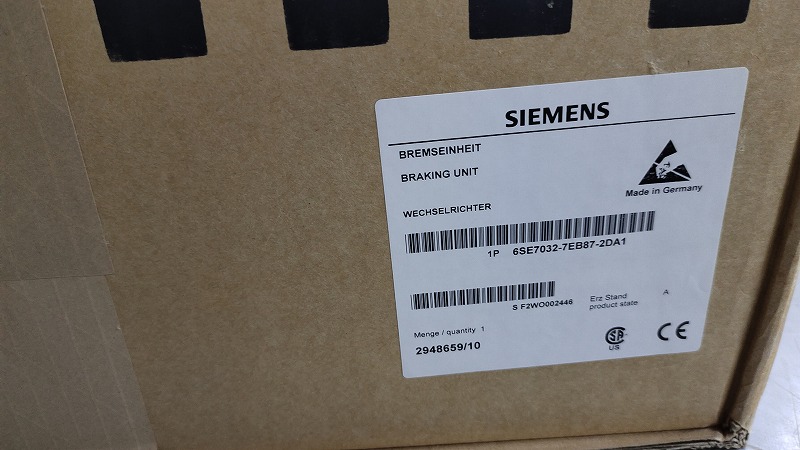 SIEMENS
BREMSEINHEIT
BRAKING UNIT
Made in Germany
WECHSELRICHTER
1P 6SE7032-7EB87-2DA1
S F2WO002446
Erz Stand A
product state
Menge / quantity 1
2948659/10
SA US CE